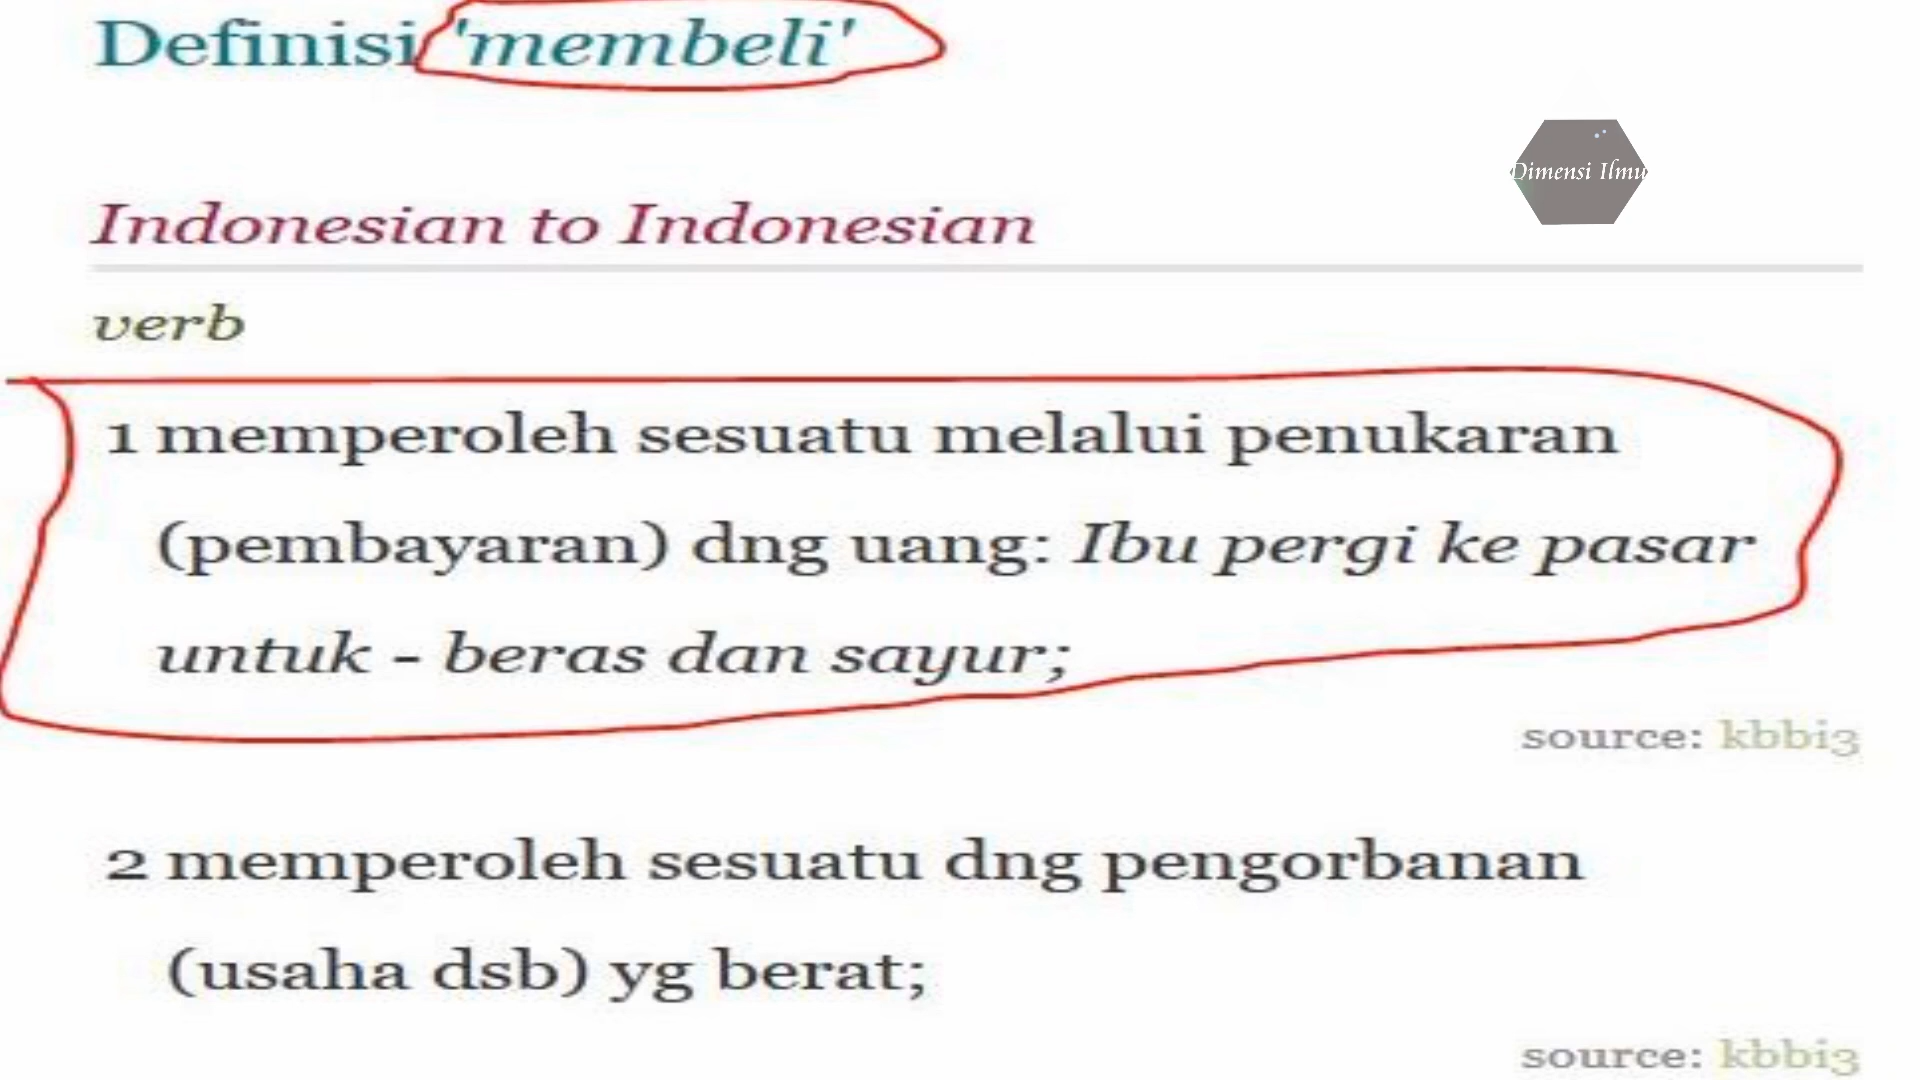 Definisi 'membeli'
Dimensi Ilmu
Indonesian to Indonesian
verb
1 memperoleh sesuatu melalui penukaran
(pembayaran) dng uang: Ibu pergi ke pasar
untuk - beras dan sayur;
source: kbbi3
2 memperoleh sesuatu dng pengorbanan
(usaha dsb) yg berat;
source: kbbi3